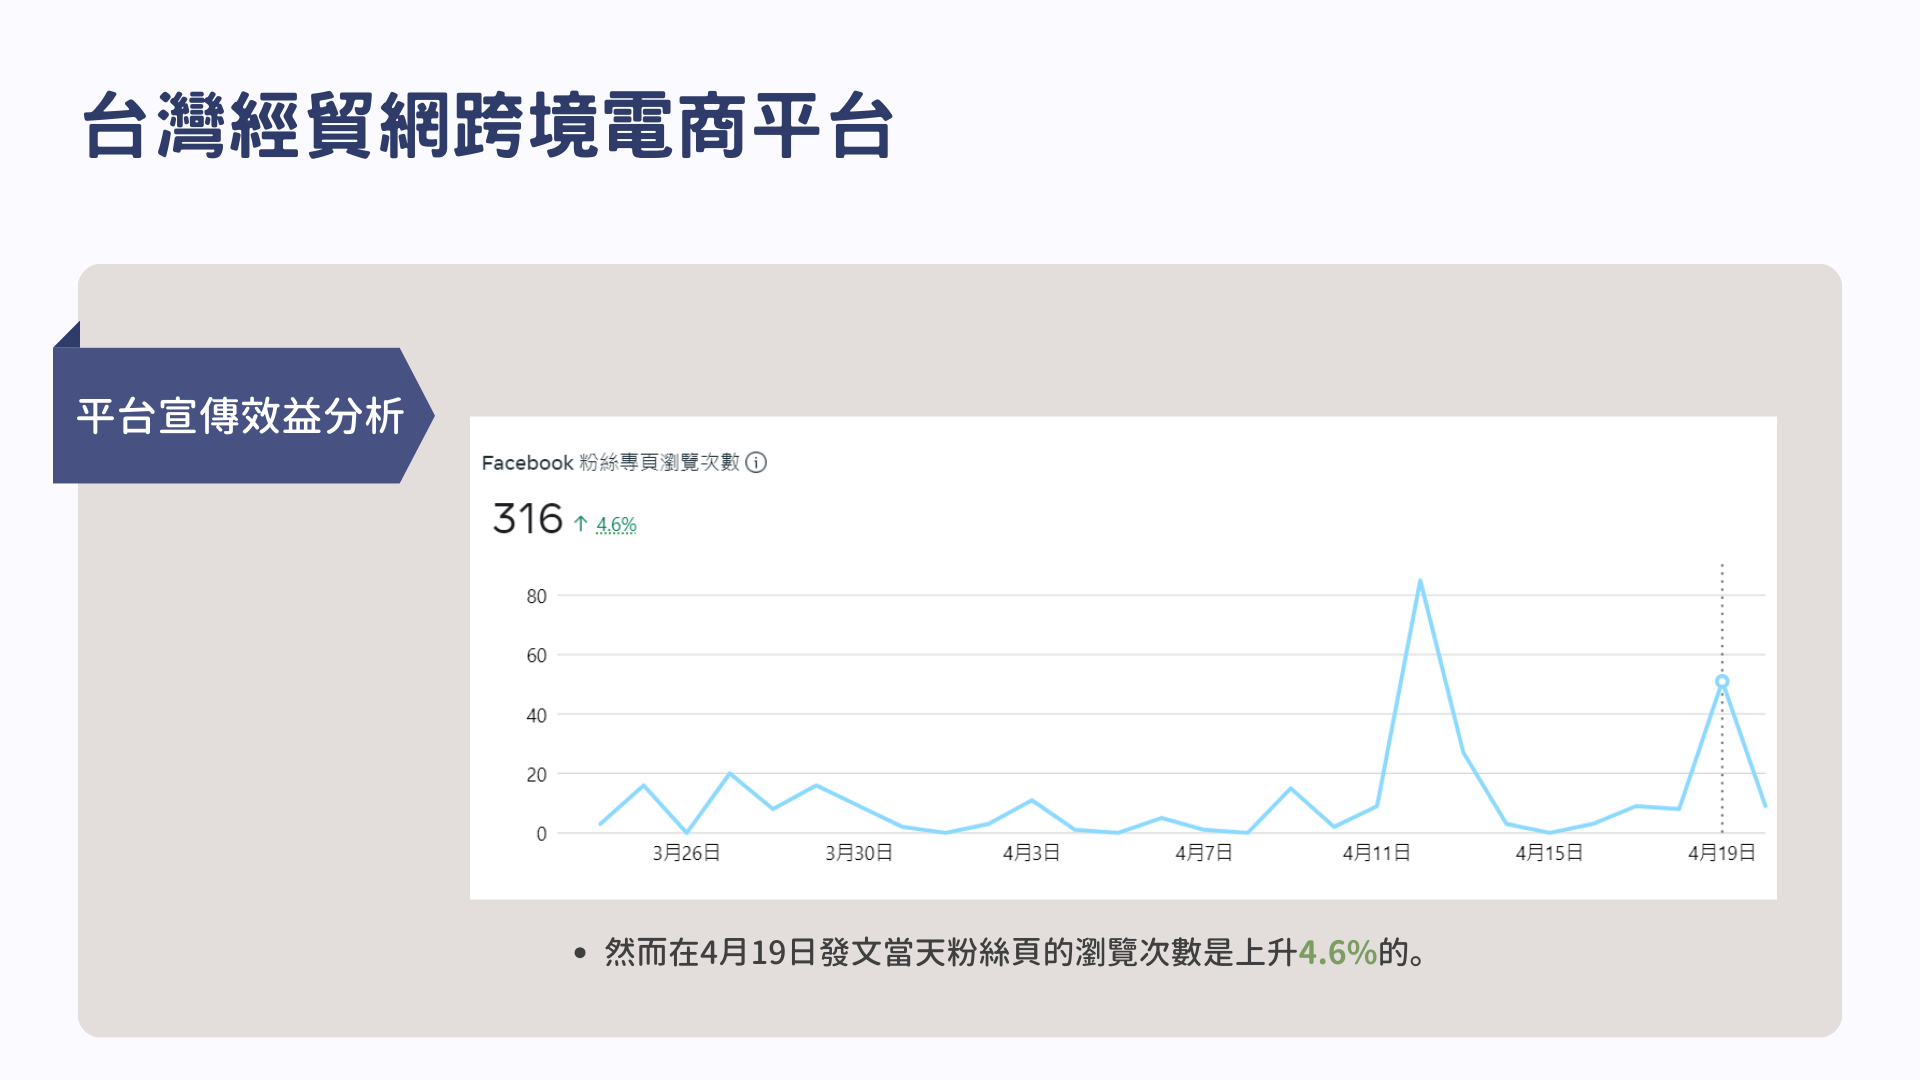 台灣經貿網跨境電商平台
平台宣傳效益分析
Facebook 粉絲專頁瀏覽次數
316 ↑ 4.6%
80
60
40
20
0
3月26日 3月30日 4月3日 4月7日 4月11日 4月15日 4月19日
• 然而在4月19日發文當天粉絲頁的瀏覽次數是上升4.6%的。